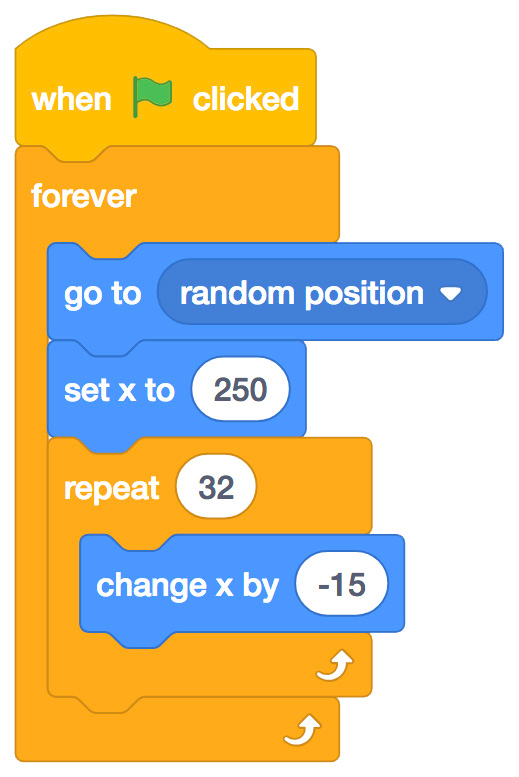 when clicked
forever
go to random position
set x to 250
repeat 32
change x by -15